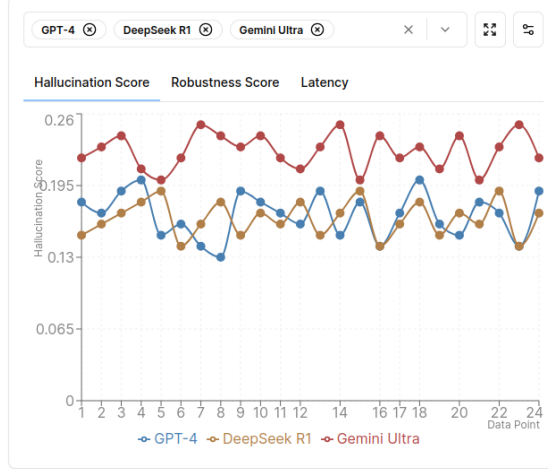 GPT-4 DeepSeek R1 Gemini Ultra
Hallucination Score Robustness Score Latency
0.26
0.195
0.13
0.065
0
Hallucination Score
1 2 3 4 5 6 7 8 9 10 11 12 14 16 17 18 20 22 24
Data Point
GPT-4 DeepSeek R1 Gemini Ultra